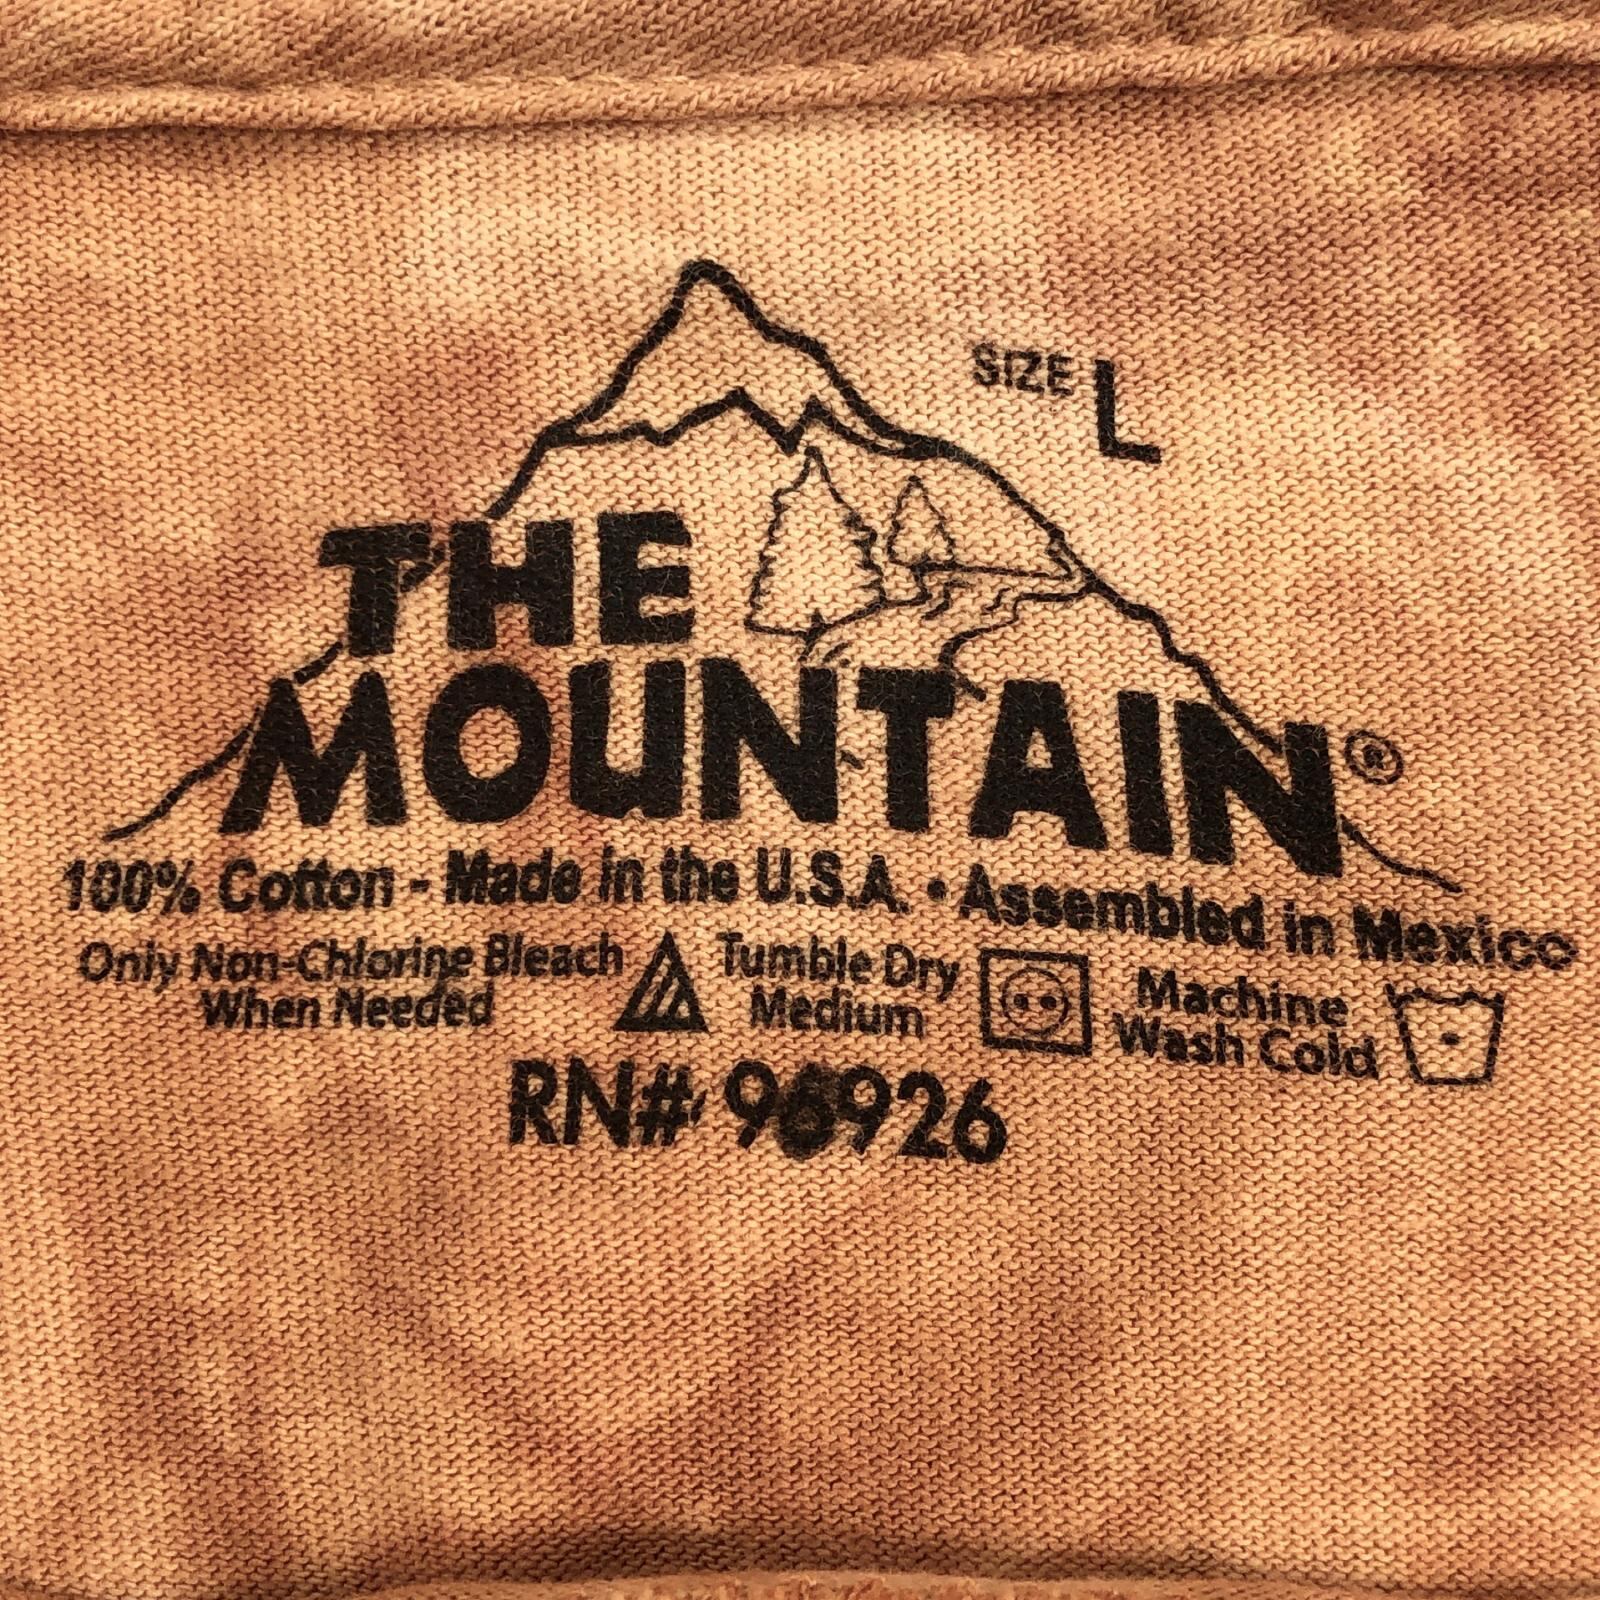 SIZE L
THE
MOUNTAIN®
100% Cotton - Made in the U.S.A. • Assembled in Mexico
Only Non-Chlorine Bleach
When Needed
Tumble Dry
Medium
Machine
Wash Cold
RN# 96926